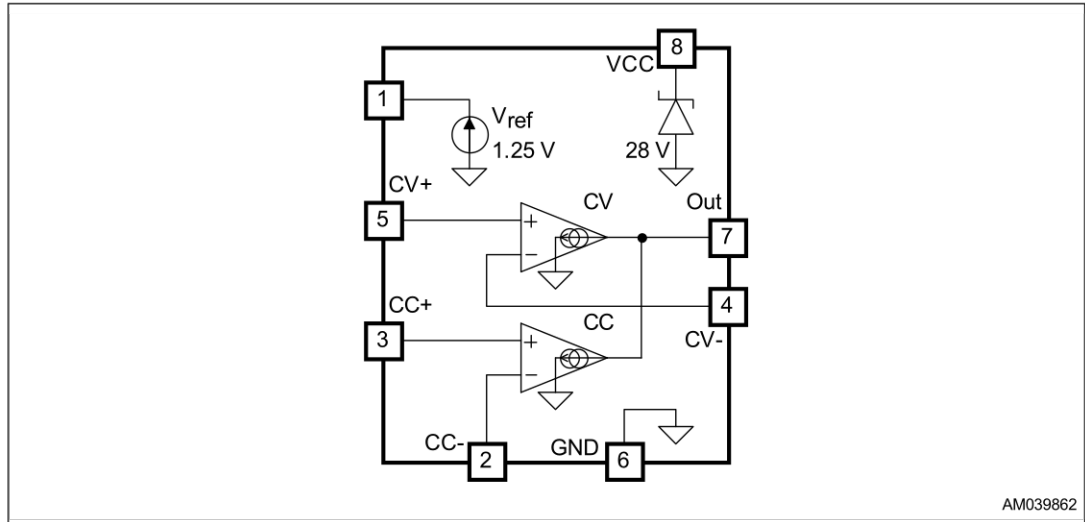 8
VCC
1
Vref
1.25 V
28 V
CV+
CV
Out
5
+
7
-
4
CC+
CC
CV-
3
+
-
CC-
GND
2
6
AM039862